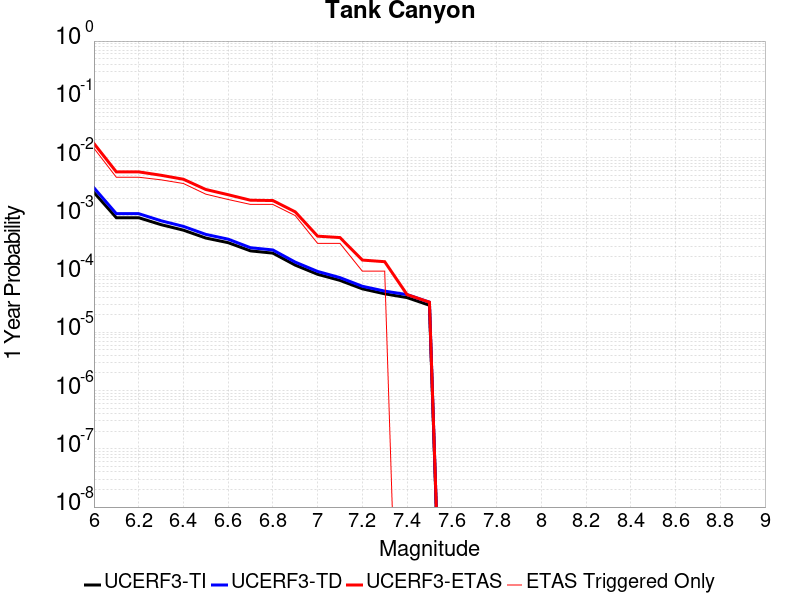 Tank Canyon
10^0
10^-1
10^-2
10^-3
10^-4
10^-5
10^-6
10^-7
10^-8
1 Year Probability
6 6.2 6.4 6.6 6.8 7 7.2 7.4 7.6 7.8 8 8.2 8.4 8.6 8.8 9
Magnitude
UCERF3-TI UCERF3-TD UCERF3-ETAS ETAS Triggered Only